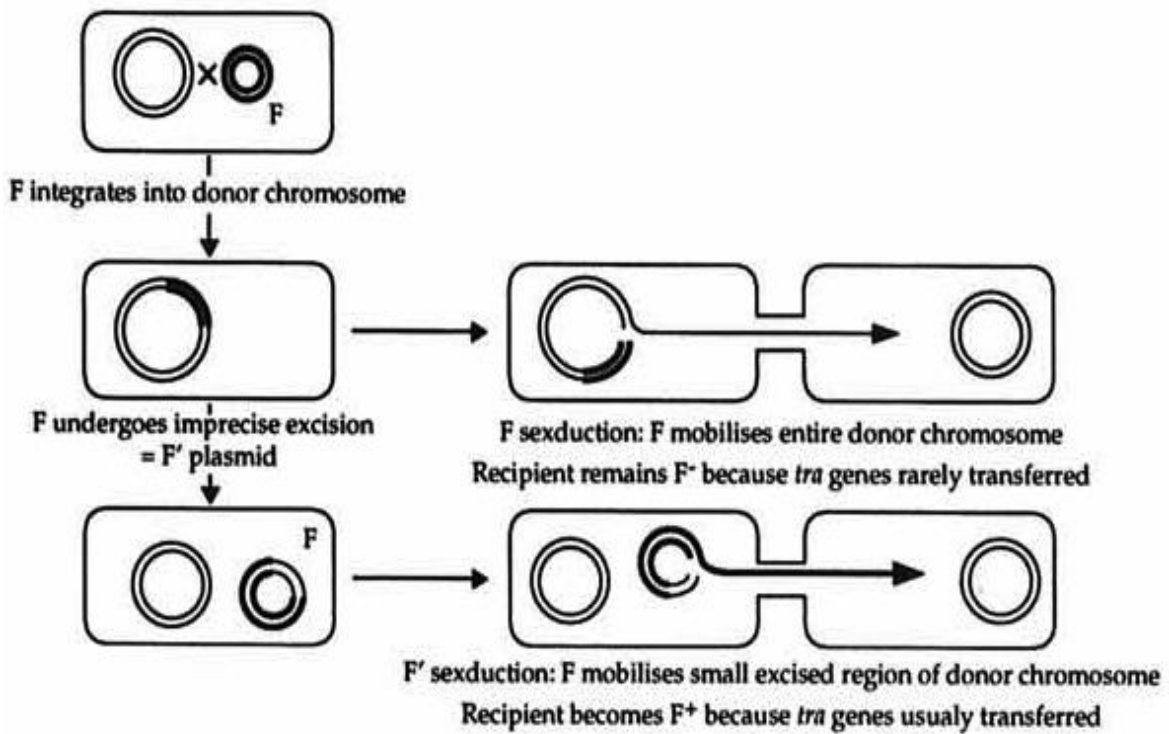 F
F integrates into donor chromosome
F undergoes imprecise excision
= F' plasmid
F sexduction: F mobilises entire donor chromosome
Recipient remains F⁻ because tra genes rarely transferred
F
F' sexduction: F mobilises small excised region of donor chromosome
Recipient becomes F⁺ because tra genes usualy transferred